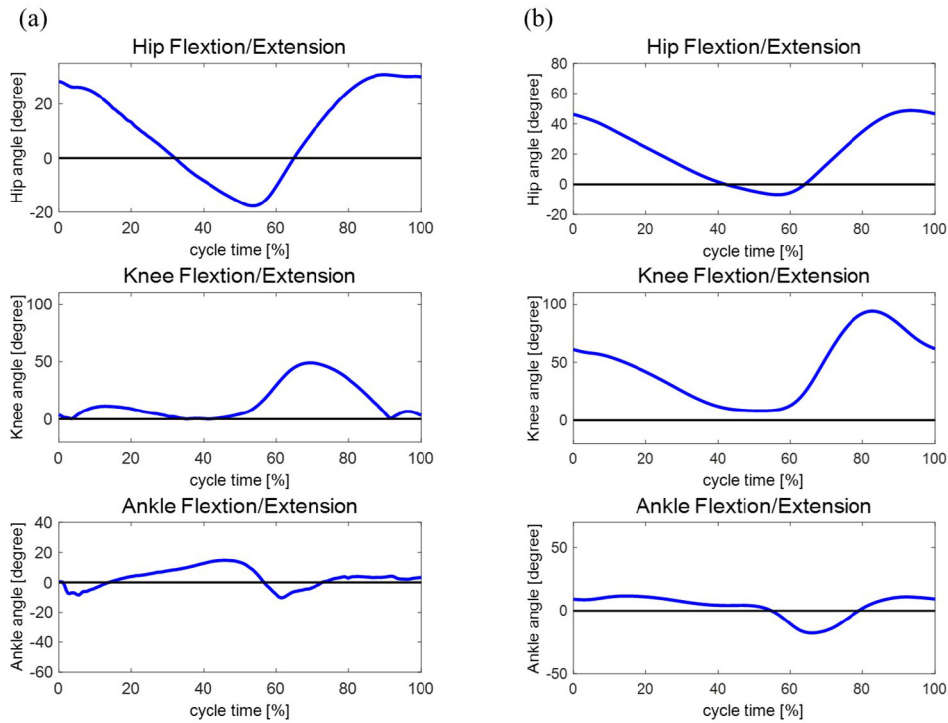 (a)
Hip Flextion/Extension
Hip angle [degree]
20
0
-20
0 20 40 60 80 100
cycle time [%]
Knee Flextion/Extension
Knee angle [degree]
100
50
0
0 20 40 60 80 100
cycle time [%]
Ankle Flextion/Extension
Ankle angle [degree]
40
20
0
-20
-40
-60
0 20 40 60 80 100
cycle time [%]
(b)
Hip Flextion/Extension
Hip angle [degree]
80
60
40
20
0
-20
0 20 40 60 80 100
cycle time [%]
Knee Flextion/Extension
Knee angle [degree]
100
50
0
0 20 40 60 80 100
cycle time [%]
Ankle Flextion/Extension
Ankle angle [degree]
50
0
-50
0 20 40 60 80 100
cycle time [%]